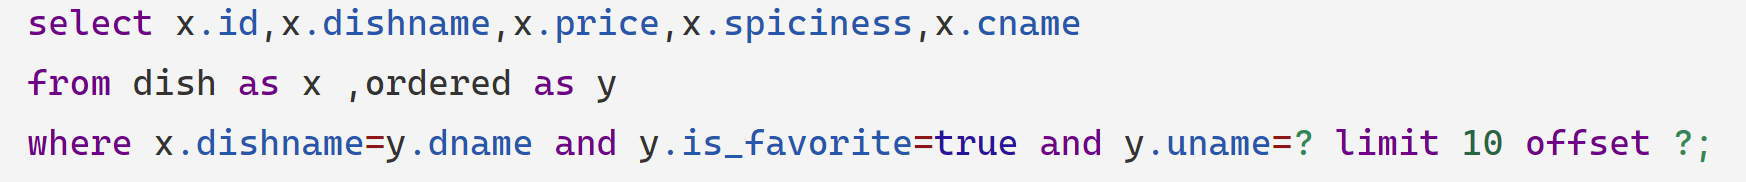 select x.id,x.dishname,x.price,x.spiciness,x.cname
from dish as x ,ordered as y
where x.dishname=y.dname and y.is_favorite=true and y.uname=? limit 10 offset ?;